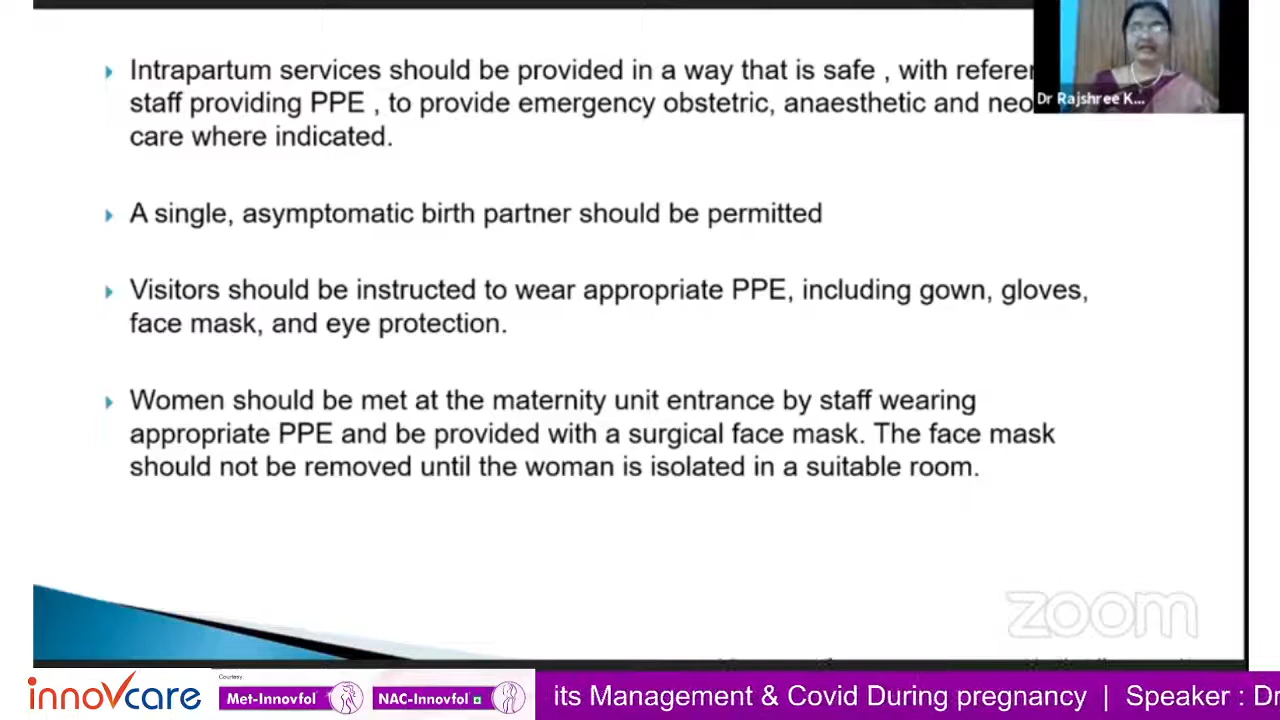 Intrapartum services should be provided in a way that is safe , with
staff providing PPE , to provide emergency obstetric, anaesthetic and
care where indicated.
A single, asymptomatic birth partner should be permitted
Visitors should be instructed to wear appropriate PPE, including gown, gloves,
face mask, and eye protection.
Women should be met at the maternity unit entrance by staff wearing
appropriate PPE and be provided with a surgical face mask. The face mask
should not be removed until the woman is isolated in a suitable room.
Dr Rajshree K...
zoom
innovcare
Courtesy:
Met-Innovfol
NAC-Innovfol
its Management & Covid During pregnancy | Speaker : Dr